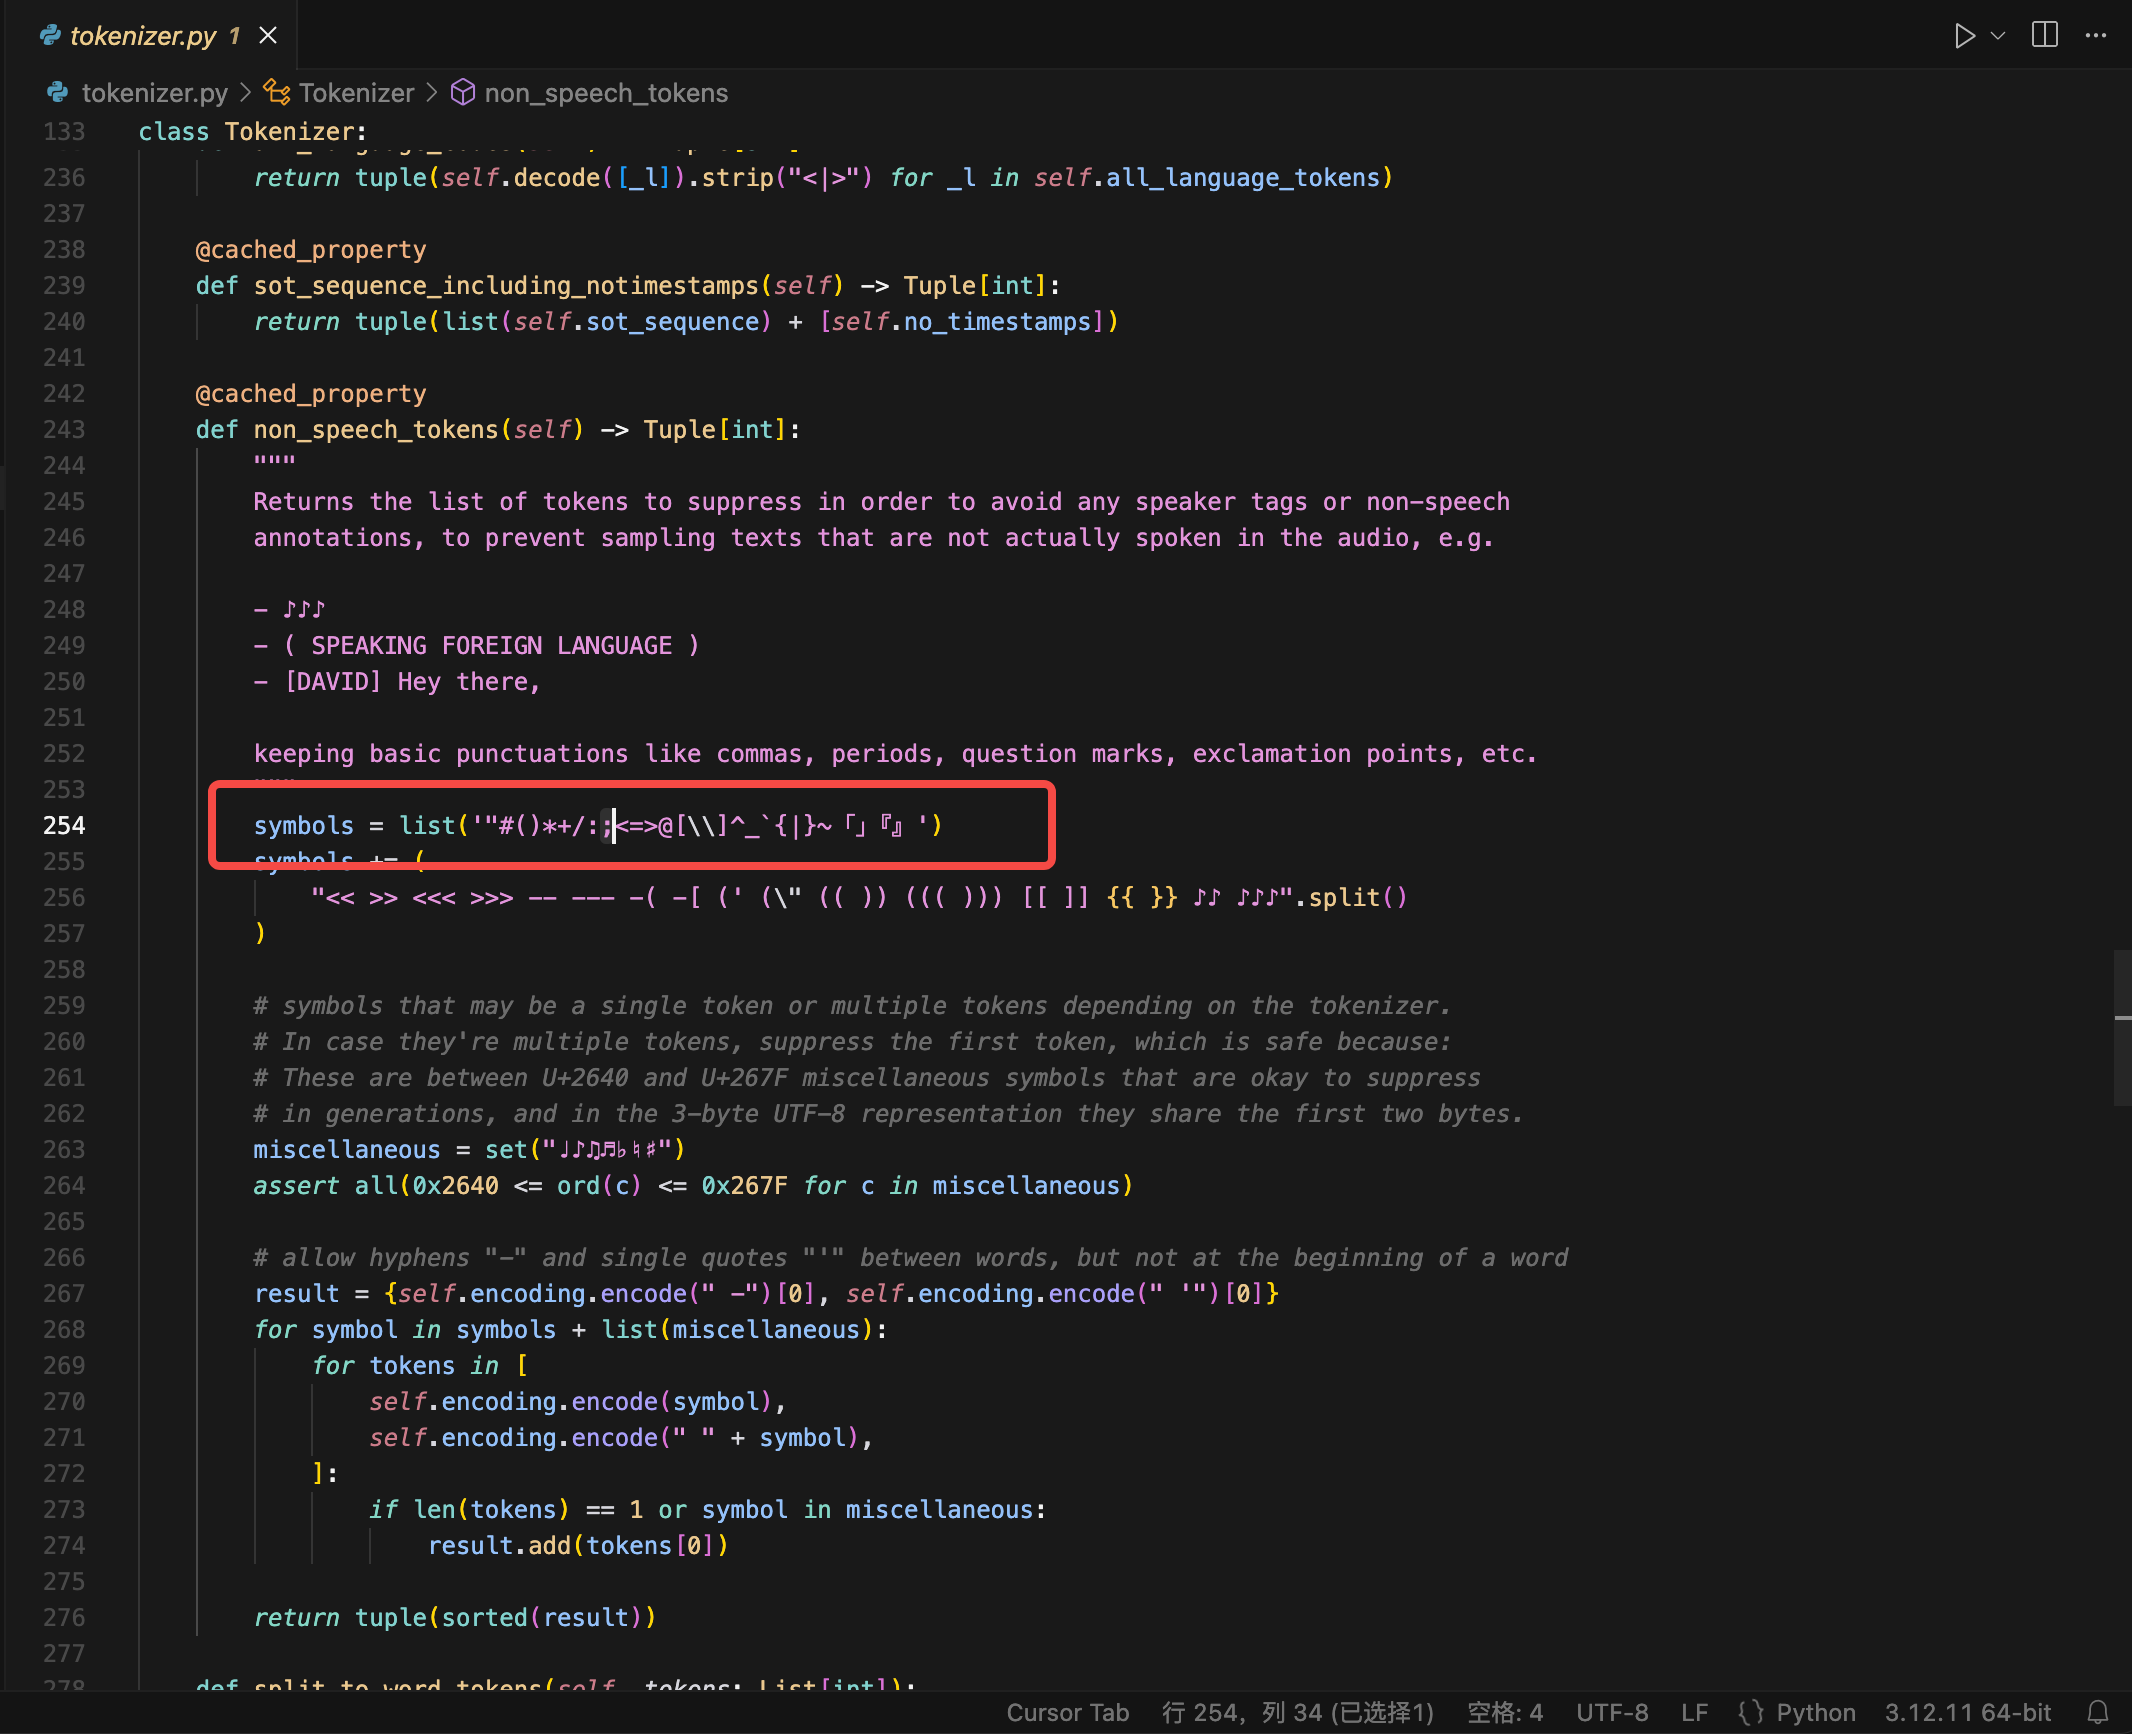 tokenizer.py 1
tokenizer.py > Tokenizer > non_speech_tokens
133 class Tokenizer:
236 return tuple(self.decode([_l]).strip("<|>") for _l in self.all_language_tokens)
237
238 @cached_property
239 def sot_sequence_including_notimestamps(self) -> Tuple[int]:
240 return tuple(list(self.sot_sequence) + [self.no_timestamps])
241
242 @cached_property
243 def non_speech_tokens(self) -> Tuple[int]:
244 """
245 Returns the list of tokens to suppress in order to avoid any speaker tags or non-speech
246 annotations, to prevent sampling texts that are not actually spoken in the audio, e.g.
247
248 - ♪♪♪
249 - ( SPEAKING FOREIGN LANGUAGE )
250 - [DAVID] Hey there,
251
252 keeping basic punctuations like commas, periods, question marks, exclamation points, etc.
253 """
254 symbols = list('"#()*+/:;<=>@[\\]^_`{|}~「」『』')
255 symbols += (
256 "<< >> <<< >>> -- --- -( -[ (' (\" (( )) ((( ))) [[ ]] {{ }} ♪♪ ♪♪♪".split()
257 )
258
259 # symbols that may be a single token or multiple tokens depending on the tokenizer.
260 # In case they're multiple tokens, suppress the first token, which is safe because:
261 # These are between U+2640 and U+267F miscellaneous symbols that are okay to suppress
262 # in generations, and in the 3-byte UTF-8 representation they share the first two bytes.
263 miscellaneous = set("♩♪♫♬♭♮♯")
264 assert all(0x2640 <= ord(c) <= 0x267F for c in miscellaneous)
265
266 # allow hyphens "-" and single quotes "'" between words, but not at the beginning of a word
267 result = {self.encoding.encode(" -")[0], self.encoding.encode(" '")[0]}
268 for symbol in symbols + list(miscellaneous):
269 for tokens in [
270 self.encoding.encode(symbol),
271 self.encoding.encode(" " + symbol),
272 ]:
273 if len(tokens) == 1 or symbol in miscellaneous:
274 result.add(tokens[0])
275
276 return tuple(sorted(result))
277
278 def split_to_word_tokens(self, tokens: List[int]):
Cursor Tab 行 254，列 34 (已选择1) 空格: 4 UTF-8 LF {} Python 3.12.11 64-bit